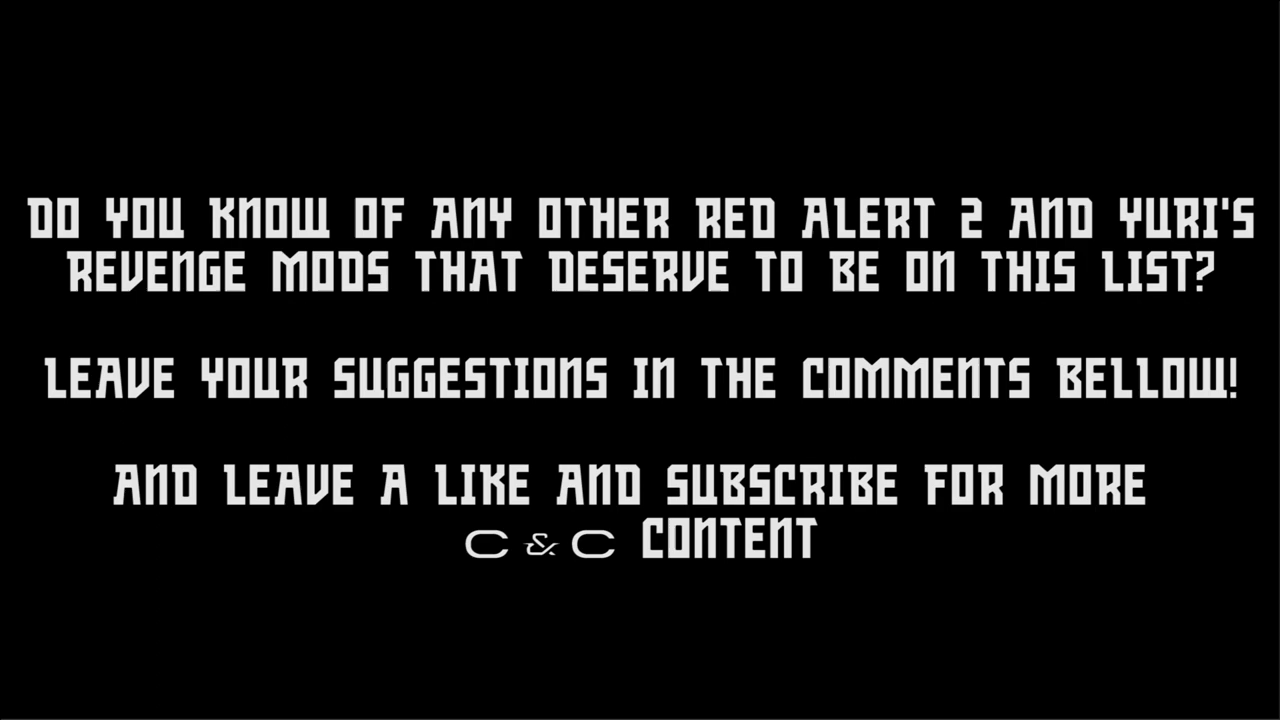 DO YOU KNOW OF ANY OTHER RED ALERT 2 AND YURI'S
REVENGE MODS THAT DESERVE TO BE ON THIS LIST?
LEAVE YOUR SUGGESTIONS IN THE COMMENTS BELLOW!
AND LEAVE A LIKE AND SUBSCRIBE FOR MORE
C & C CONTENT